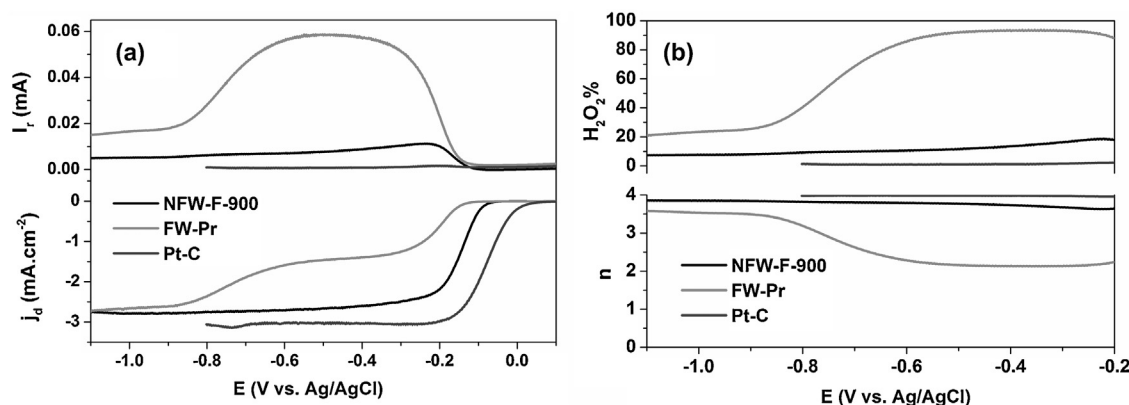 (a)
I_r (mA)
0.06
0.04
0.02
0.00
j_d (mA.cm⁻²)
0
-1
-2
-3
NFW-F-900
FW-Pr
Pt-C
-1.0 -0.8 -0.6 -0.4 -0.2 0.0
E (V vs. Ag/AgCl)
(b)
H₂O₂%
100
80
60
40
20
0
n
4
3
2
1
0
NFW-F-900
FW-Pr
Pt-C
-1.0 -0.8 -0.6 -0.4 -0.2
E (V vs. Ag/AgCl)